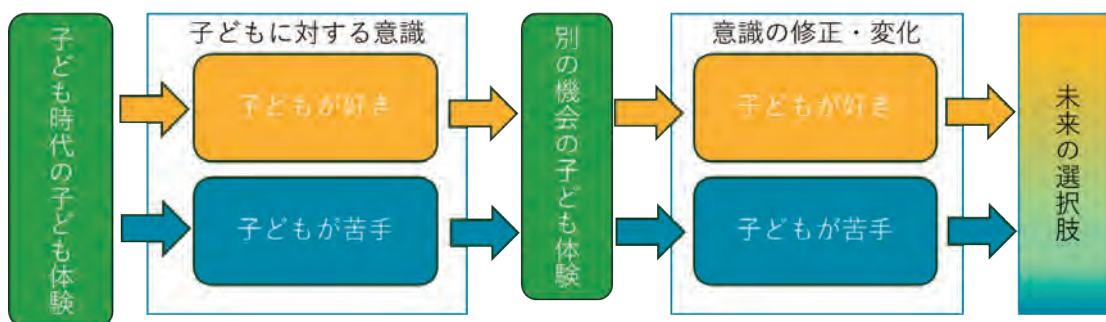 子ども時代の子ども体験
子どもに対する意識
子どもが好き
子どもが苦手
別の機会の子ども体験
意識の修正・変化
子どもが好き
子どもが苦手
未来の選択肢